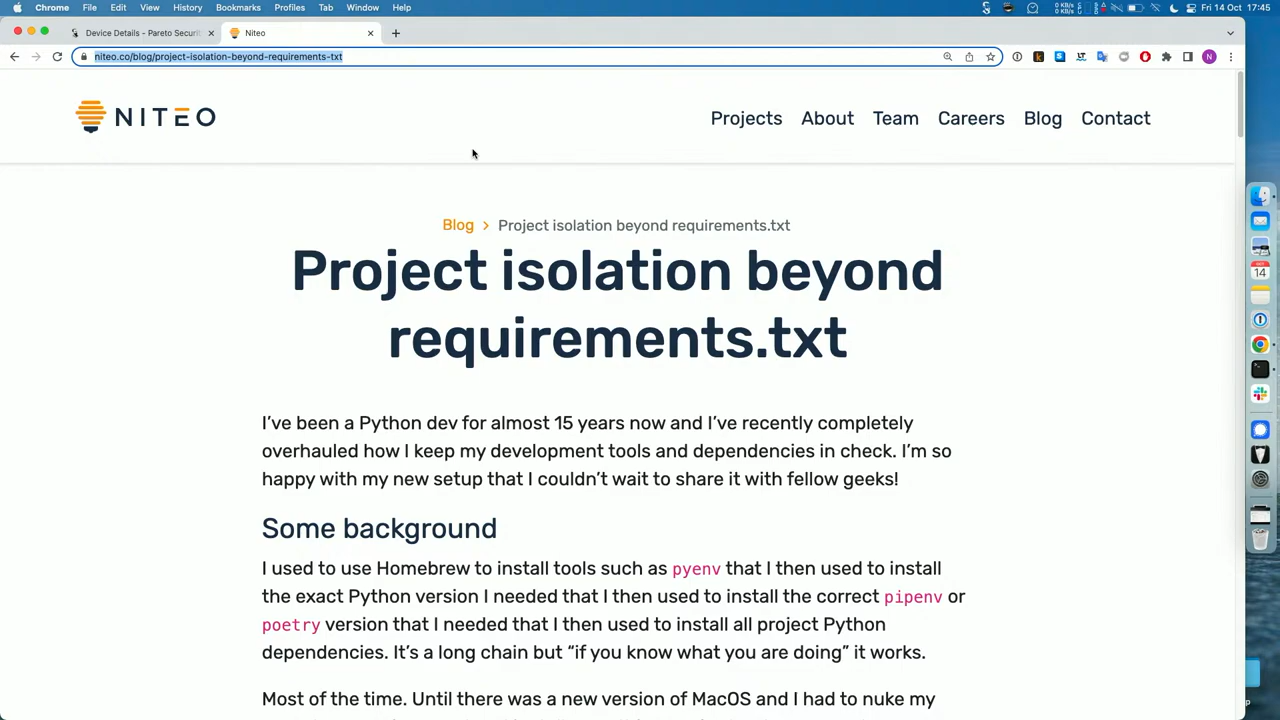 Chrome File Edit View History Bookmarks Profiles Tab Window Help
0 KB/s
0 KB/s
Fri 14 Oct 17:45
Device Details - Pareto Securi
Niteo
niteo.co/blog/project-isolation-beyond-requirements-txt
N
NITEO
Projects About Team Careers Blog Contact
Blog > Project isolation beyond requirements.txt
Project isolation beyond
requirements.txt
I’ve been a Python dev for almost 15 years now and I’ve recently completely
overhauled how I keep my development tools and dependencies in check. I’m so
happy with my new setup that I couldn’t wait to share it with fellow geeks!
Some background
I used to use Homebrew to install tools such as pyenv that I then used to install
the exact Python version I needed that I then used to install the correct pipenv or
poetry version that I needed that I then used to install all project Python
dependencies. It’s a long chain but “if you know what you are doing” it works.
Most of the time. Until there was a new version of MacOS and I had to nuke my